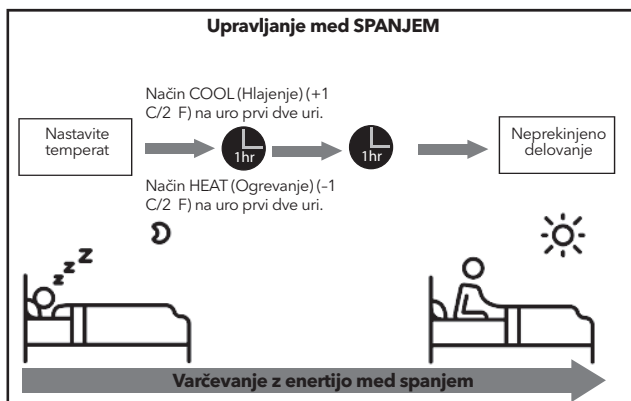 Upravljanje med SPANJEM
Način COOL (Hlajenje) (+1
C/2 F) na uro prvi dve uri.
Nastavite
temperat
1hr
1hr
Neprekinjeno
delovanje
Način HEAT (Ogrevanje) (–1
C/2 F) na uro prvi dve uri.
z z z z
Varčevanje z enertijo med spanjem